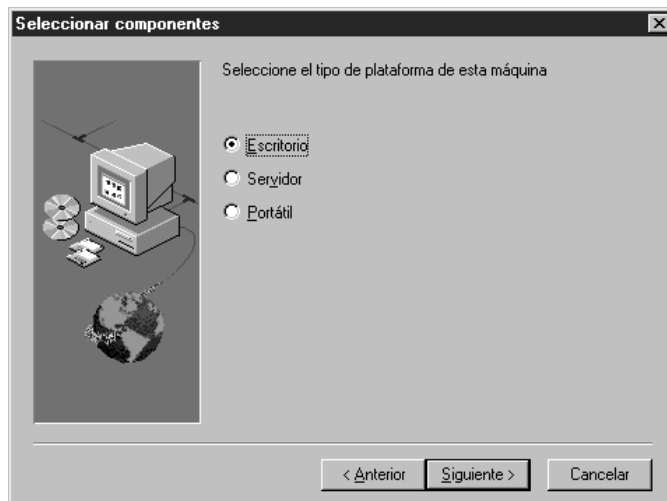 Seleccionar componentes
Seleccione el tipo de plataforma de esta máquina
Escritorio
Servidor
Portátil
< Anterior Siguiente > Cancelar